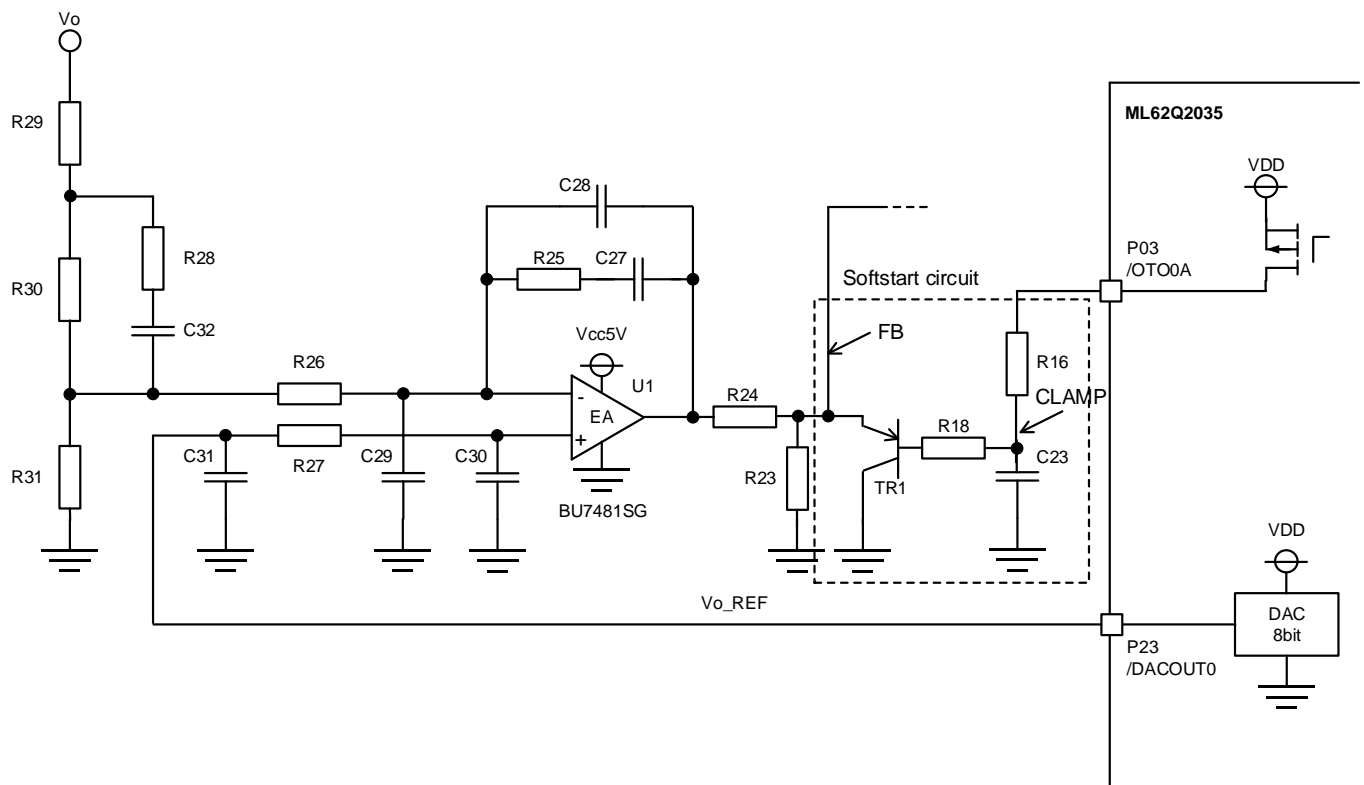 Vo
R29
ML62Q2035
VDD
C28
R28
R25
C27
P03
/OTO0A
R30
Softstart circuit
C32
Vcc5V
FB
R16
R26
U1
CLAMP
-
EA
R24
+
R18
C31
R27
C29
C30
C23
R31
R23
TR1
BU7481SG
VDD
Vo_REF
DAC
8bit
P23
/DACOUT0